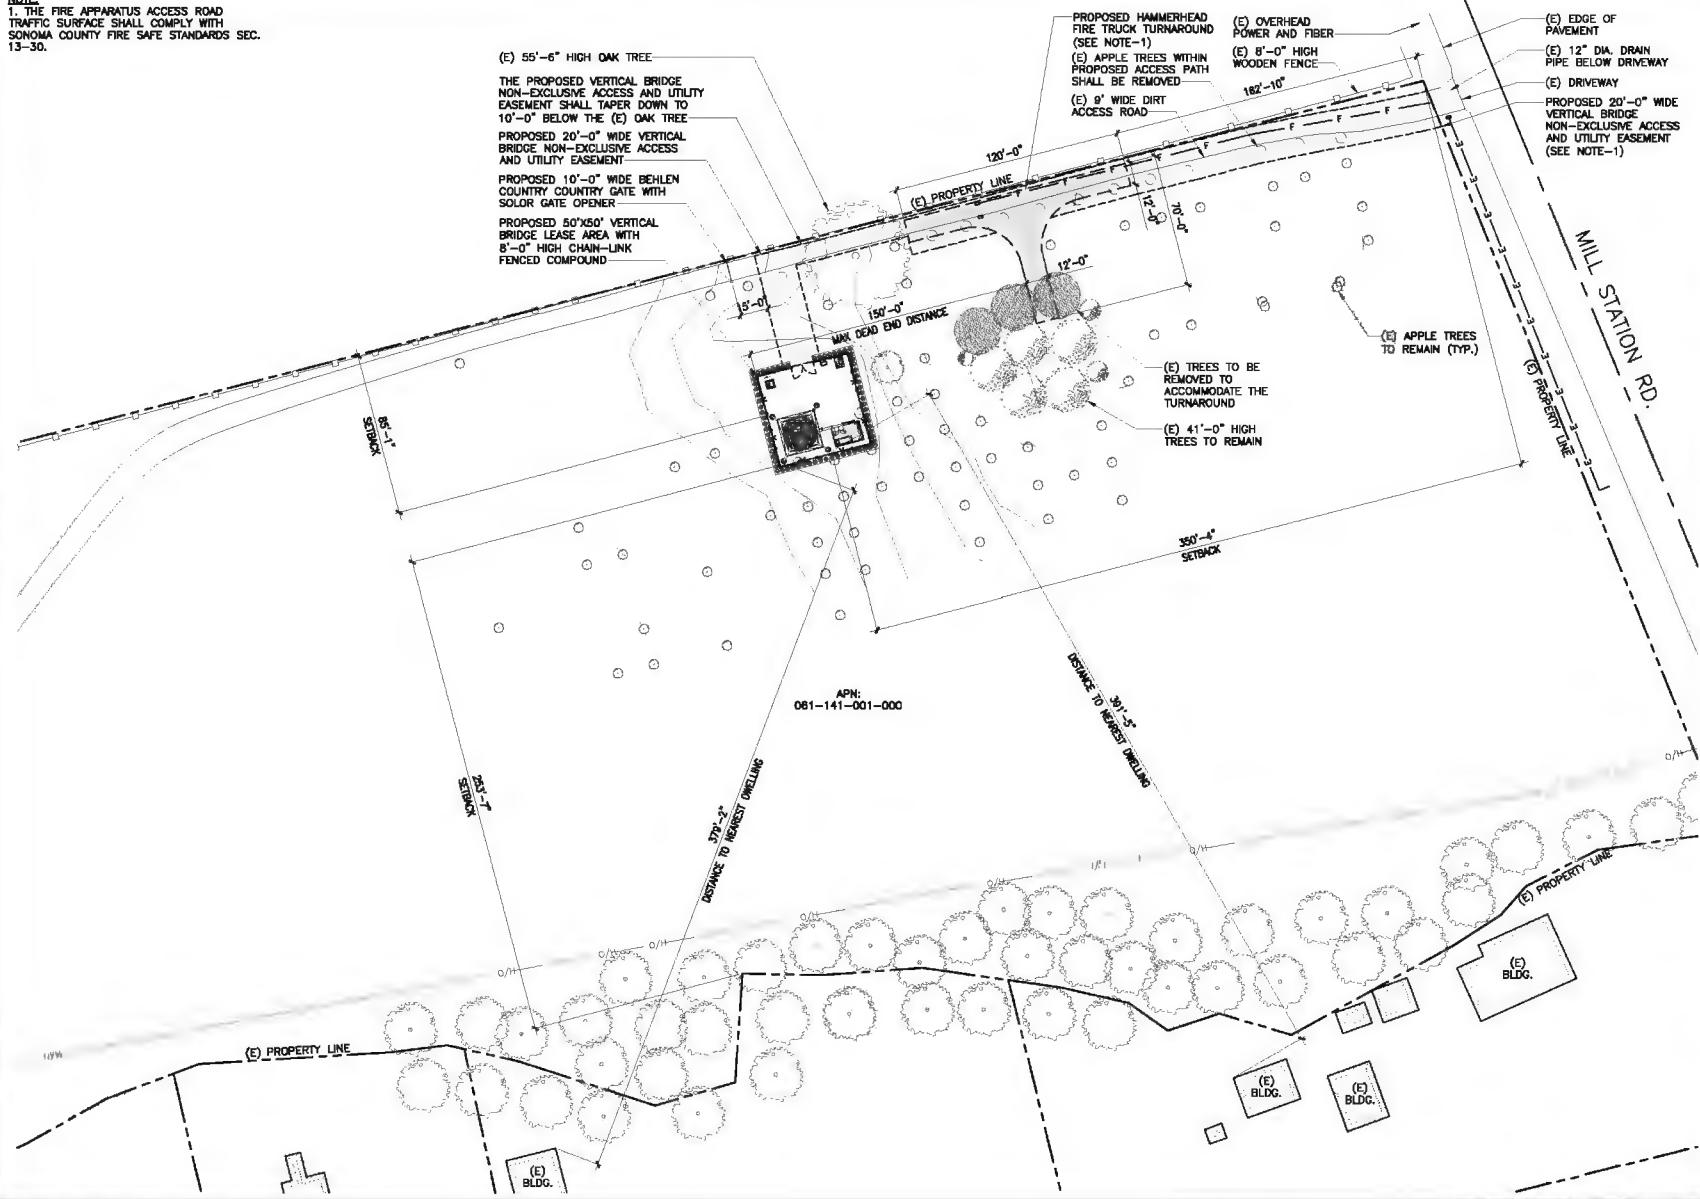 NOTE:
1. THE FIRE APPARATUS ACCESS ROAD
TRAFFIC SURFACE SHALL COMPLY WITH
SONOMA COUNTY FIRE SAFE STANDARDS SEC.
13-30.
(E) 55'-6" HIGH OAK TREE
THE PROPOSED VERTICAL BRIDGE
NON-EXCLUSIVE ACCESS AND UTILITY
EASEMENT SHALL TAPER DOWN TO
10'-0" BELOW THE (E) OAK TREE
PROPOSED 20'-0" WIDE VERTICAL
BRIDGE NON-EXCLUSIVE ACCESS
AND UTILITY EASEMENT
PROPOSED 10'-0" WIDE BEHLEN
COUNTRY COUNTRY GATE WITH
SOLOR GATE OPENER
PROPOSED 50'X50' VERTICAL
BRIDGE LEASE AREA WITH
8'-0" HIGH CHAIN-LINK
FENCED COMPOUND
PROPOSED HAMMERHEAD
FIRE TRUCK TURNAROUND
(SEE NOTE-1)
(E) APPLE TREES WITHIN
PROPOSED ACCESS PATH
SHALL BE REMOVED
(E) 9' WIDE DIRT
ACCESS ROAD
(E) OVERHEAD
POWER AND FIBER
(E) 8'-0" HIGH
WOODEN FENCE
182'-10"
(E) EDGE OF
PAVEMENT
(E) 12" DIA. DRAIN
PIPE BELOW DRIVEWAY
(E) DRIVEWAY
PROPOSED 20'-0" WIDE
VERTICAL BRIDGE
NON-EXCLUSIVE ACCESS
AND UTILITY EASEMENT
(SEE NOTE-1)
120'-0"
(E) PROPERTY LINE
F F F F F F F F
12'-0"
70'-0"
12'-0"
15'-0"
150'-0"
MAX DEAD END DISTANCE
MILL STATION RD.
(E) PROPERTY LINE
(E) APPLE TREES
TO REMAIN (TYP.)
(E) TREES TO BE
REMOVED TO
ACCOMMODATE THE
TURNAROUND
(E) 41'-0" HIGH
TREES TO REMAIN
85'-1"
SETBACK
350'-4"
SETBACK
APN:
061-141-001-000
253'-7"
SETBACK
379'-2"
DISTANCE TO NEAREST DWELLING
391'-5"
DISTANCE TO NEAREST DWELLING
O/H
O/H
O/H
O/H
O/H
O/H
O/H
(E) PROPERTY LINE
(E) PROPERTY LINE
(E)
BLDG.
(E)
BLDG.
(E)
BLDG.
(E)
BLDG.